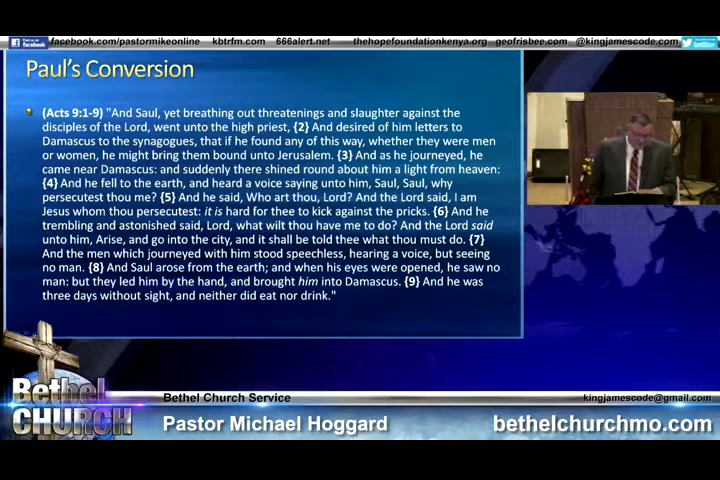 Find us on facebook
facebook.com/pastormikeonline kbtrfm.com 666alert.net thehopefoundationkenya.org geofrisbee.com @kingjamescode.com twitter
Paul's Conversion
(Acts 9:1-9) "And Saul, yet breathing out threatenings and slaughter against the
disciples of the Lord, went unto the high priest, {2} And desired of him letters to
Damascus to the synagogues, that if he found any of this way, whether they were men
or women, he might bring them bound unto Jerusalem. {3} And as he journeyed, he
came near Damascus: and suddenly there shined round about him a light from heaven:
{4} And he fell to the earth, and heard a voice saying unto him, Saul, Saul, why
persecutest thou me? {5} And he said, Who art thou, Lord? And the Lord said, I am
Jesus whom thou persecutest: it is hard for thee to kick against the pricks. {6} And he
trembling and astonished said, Lord, what wilt thou have me to do? And the Lord said
unto him, Arise, and go into the city, and it shall be told thee what thou must do. {7}
And the men which journeyed with him stood speechless, hearing a voice, but seeing
no man. {8} And Saul arose from the earth; and when his eyes were opened, he saw no
man: but they led him by the hand, and brought him into Damascus. {9} And he was
three days without sight, and neither did eat nor drink."
Bethel
CHURCH
Bethel Church Service
kingjamescode@gmail.com
Pastor Michael Hoggard
bethelchurchmo.com